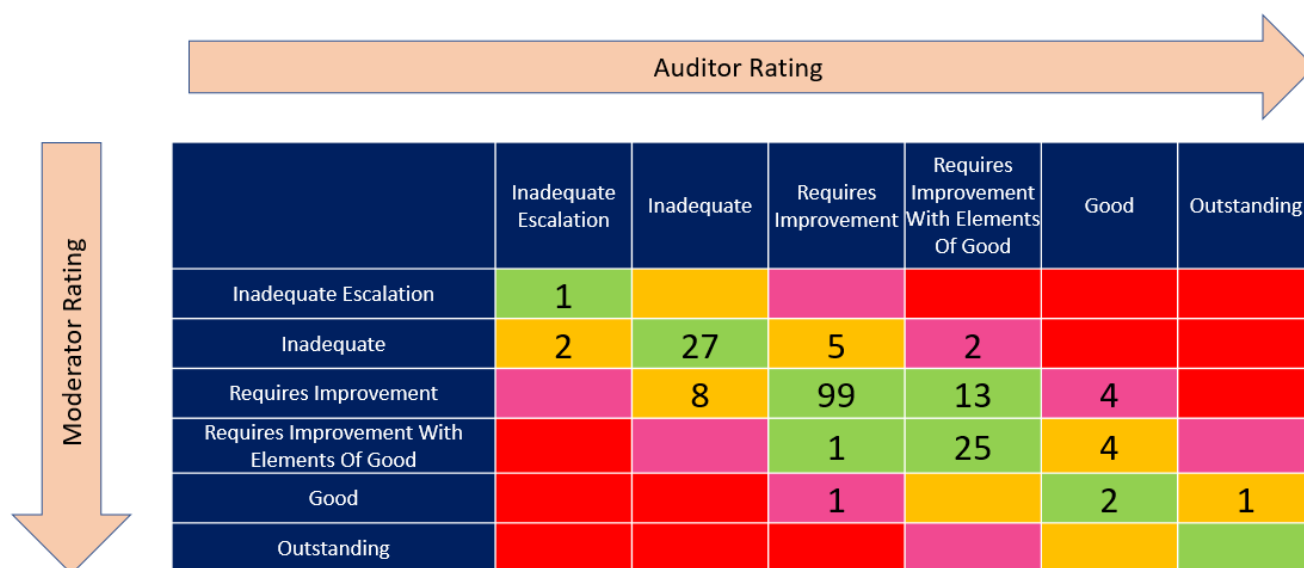 Auditor Rating
Moderator Rating
Inadequate
Escalation
Inadequate
Requires
Improvement
Requires
Improvement
With Elements
Of Good
Good
Outstanding
Inadequate Escalation
1
Inadequate
2 27 5 2
Requires Improvement
8 99 13 4
Requires Improvement With
Elements Of Good
1 25 4
Good
1 2 1
Outstanding